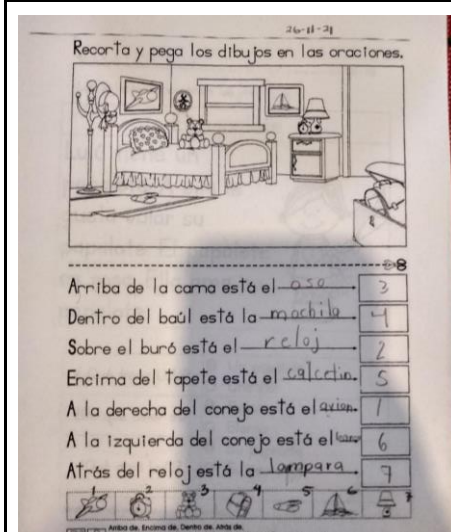 26-11-21
Recorta y pega los dibujos en las oraciones.
Arriba de la cama está el oso 3
Dentro del baúl está la mochila 4
Sobre el buró está el reloj 2
Encima del tapete está el calcetin. 5
A la derecha del conejo está el avion. 1
A la izquierda del conejo está el 6
Atrás del reloj está la lampara 7
1 2 3 4 5 6 7
Arriba de, Encima de, Dentro de, Atrás de,